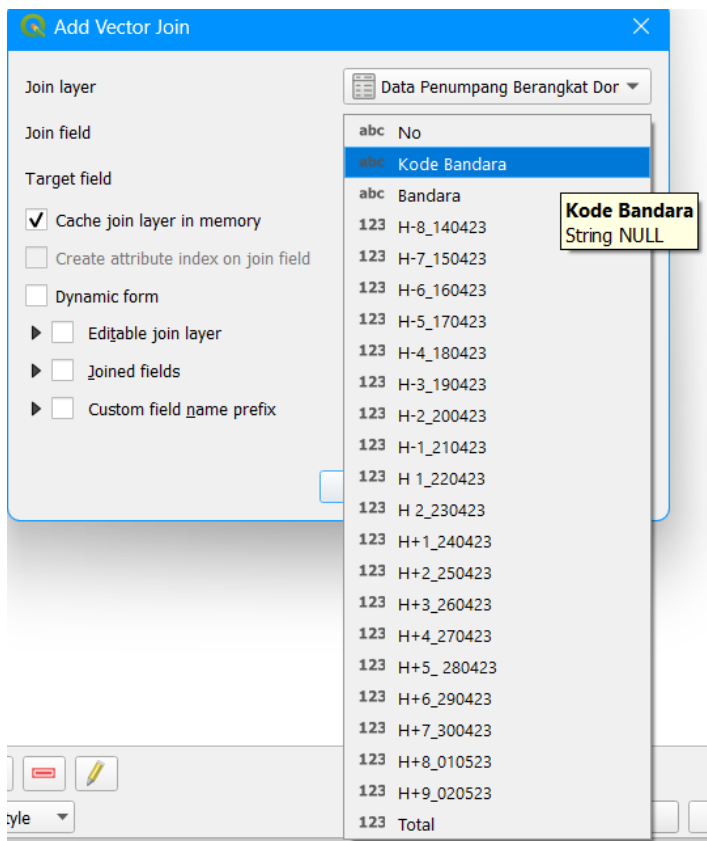 Add Vector Join
Join layer
Data Penumpang Berangkat Dor
Join field
Target field
Cache join layer in memory
Create attribute index on join field
Dynamic form
Editable join layer
Joined fields
Custom field name prefix
abc No
abc Kode Bandara
abc Bandara
123 H-8_140423
123 H-7_150423
123 H-6_160423
123 H-5_170423
123 H-4_180423
123 H-3_190423
123 H-2_200423
123 H-1_210423
123 H 1_220423
123 H 2_230423
123 H+1_240423
123 H+2_250423
123 H+3_260423
123 H+4_270423
123 H+5_ 280423
123 H+6_290423
123 H+7_300423
123 H+8_010523
123 H+9_020523
123 Total
Kode Bandara
String NULL
tyle